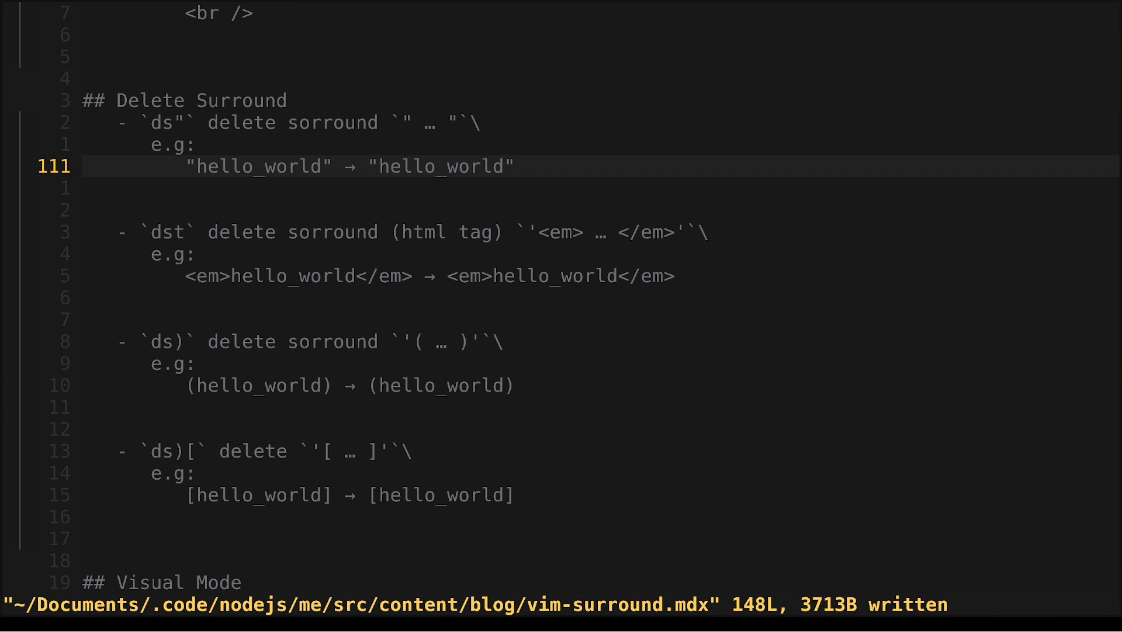 7 <br />
6
5
4
3 ## Delete Surround
2 - `ds"` delete sorround `" … "`\
1 e.g:
111 "hello_world" → "hello_world"
1
2
3 - `dst` delete sorround (html tag) `'<em> … </em>'`\
4 e.g:
5 <em>hello_world</em> → <em>hello_world</em>
6
7
8 - `ds)` delete sorround `'( … )'`\
9 e.g:
10 (hello_world) → (hello_world)
11
12
13 - `ds)[` delete `'[ … ]'`\
14 e.g:
15 [hello_world] → [hello_world]
16
17
18
19 ## Visual Mode
"~/Documents/.code/nodejs/me/src/content/blog/vim-surround.mdx" 148L, 3713B written